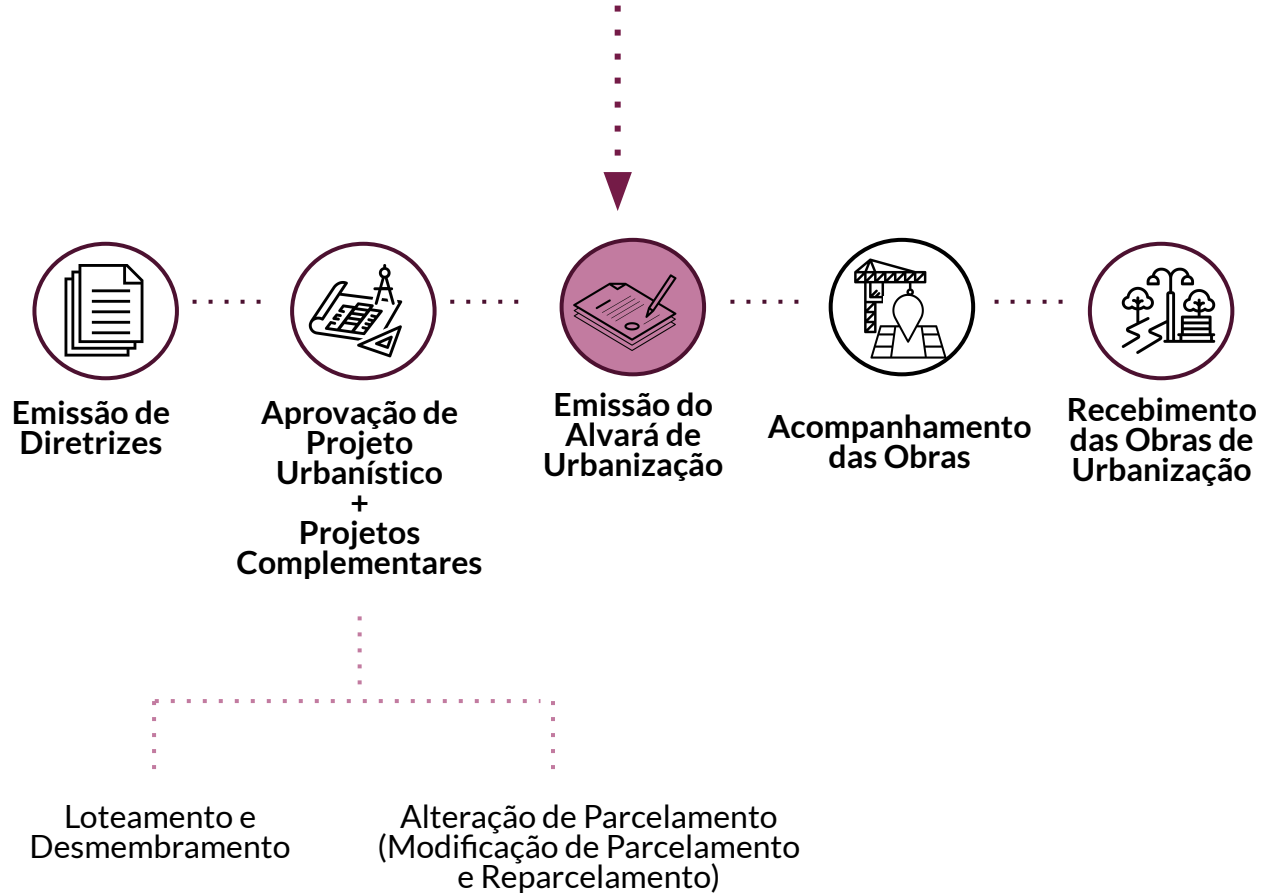 Emissão de
Diretrizes
Aprovação de
Projeto
Urbanístico
+
Projetos
Complementares
Emissão do
Alvará de
Urbanização
Acompanhamento
das Obras
Recebimento
das Obras de
Urbanização
Loteamento e
Desmembramento
Alteração de Parcelamento
(Modificação de Parcelamento
e Reparcelamento)